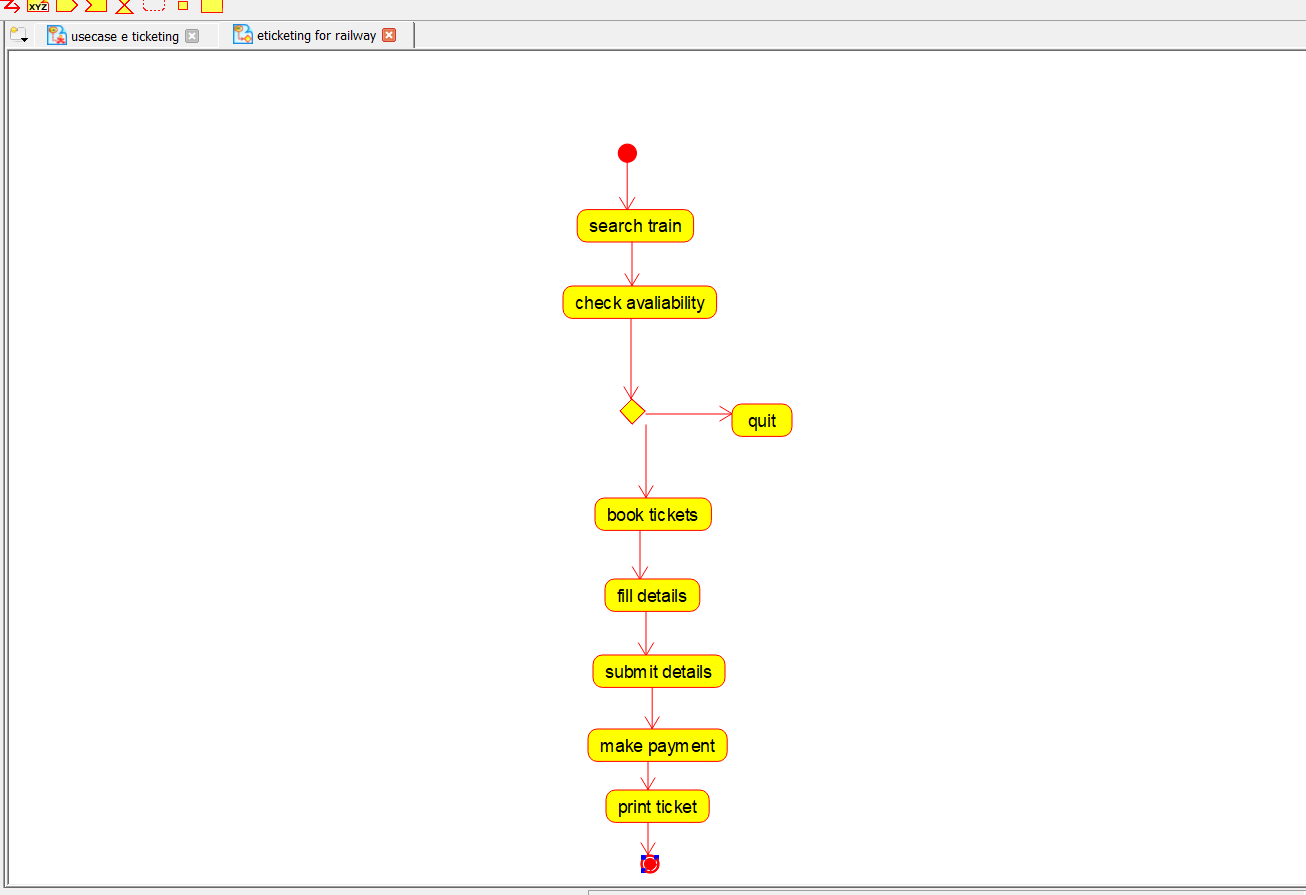 XYZ
usecase e ticketing
eticketing for railway
search train
check avaliability
quit
book tickets
fill details
submit details
make payment
print ticket